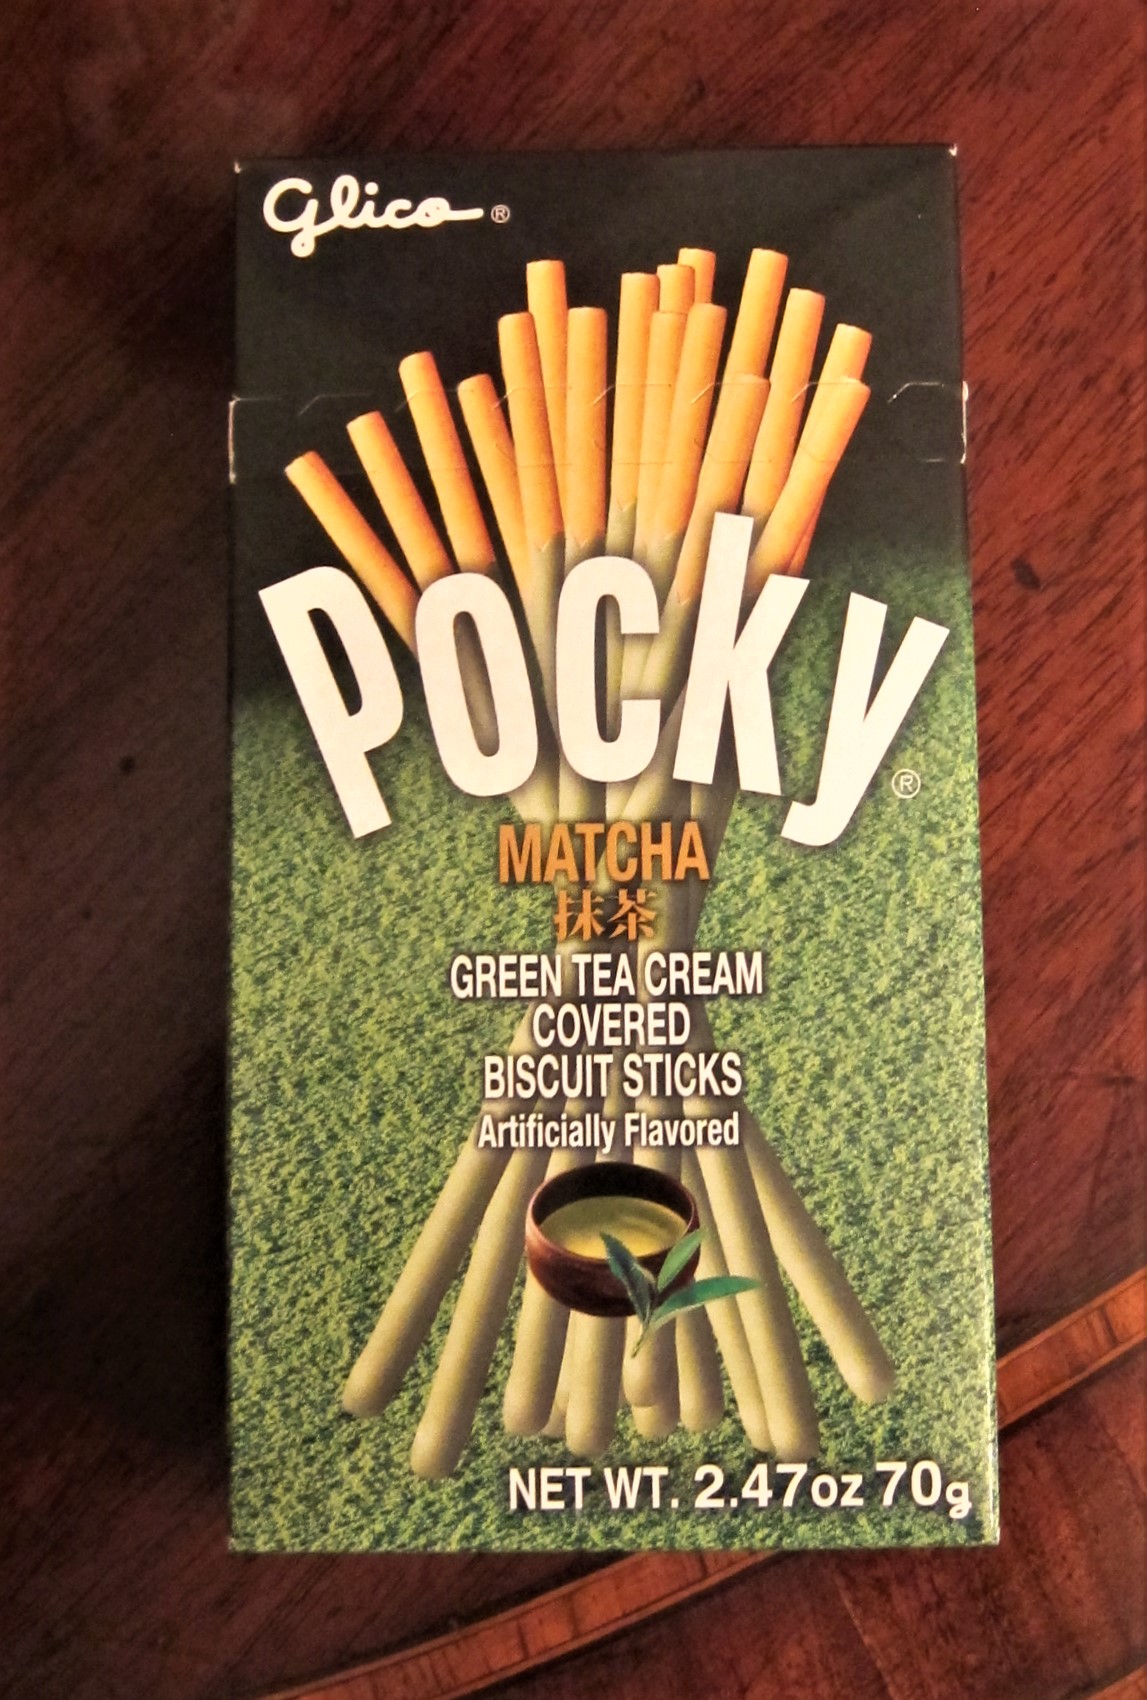 Glico®
Pocky®
MATCHA
抹茶
GREEN TEA CREAM
COVERED
BISCUIT STICKS
Artificially Flavored
NET WT. 2.47oz 70g